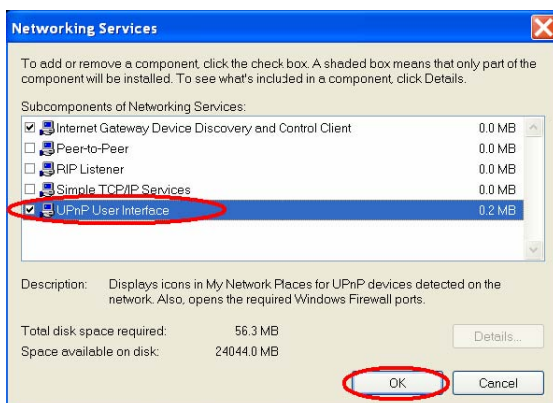 Networking Services
To add or remove a component, click the check box. A shaded box means that only part of the
component will be installed. To see what's included in a component, click Details.
Subcomponents of Networking Services:
Internet Gateway Device Discovery and Control Client 0.0 MB
Peer-to-Peer 0.0 MB
RIP Listener 0.0 MB
Simple TCP/IP Services 0.0 MB
UPnP User Interface 0.2 MB
Description: Displays icons in My Network Places for UPnP devices detected on the
network. Also, opens the required Windows Firewall ports.
Total disk space required: 56.3 MB
Details...
Space available on disk: 24044.0 MB
OK Cancel